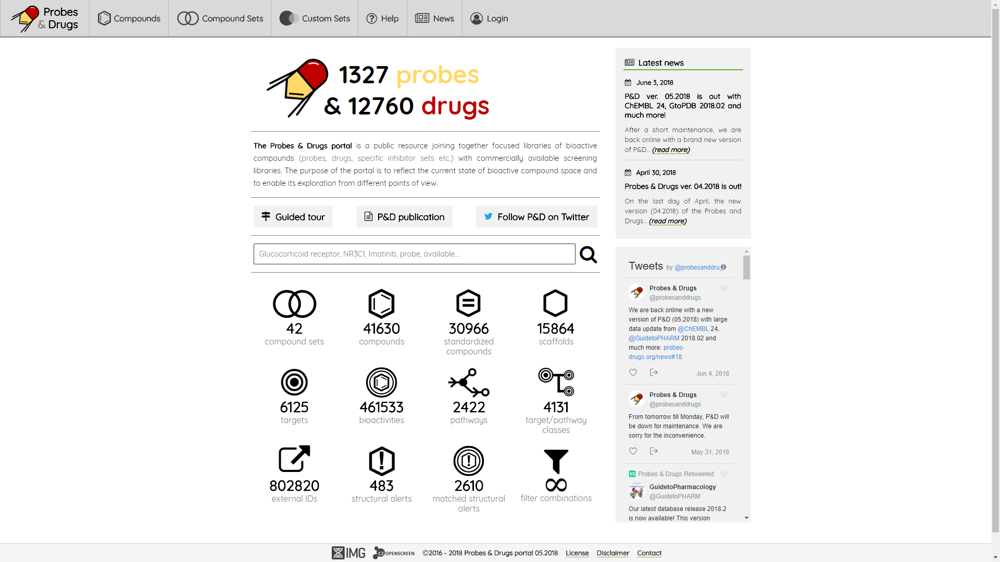 Probes
& Drugs
Compounds
Compound Sets
Custom Sets
Help
News
Login
1327 probes
& 12760 drugs
The Probes & Drugs portal is a public resource joining together focused libraries of bioactive
compounds (probes, drugs, specific inhibitor sets etc.) with commercially available screening
libraries. The purpose of the portal is to reflect the current state of bioactive compound space and
to enable its exploration from different points of view.
Guided tour
P&D publication
Follow P&D on Twitter
Glucocorticoid receptor, NR3C1, Imatinib, probe, available...
42
compound sets
41630
compounds
30966
standardized
compounds
15864
scaffolds
6125
targets
461533
bioactivities
2422
pathways
4131
target/pathway
classes
802820
external IDs
483
structural alerts
2610
matched structural
alerts
filter combinations
Latest news
June 3, 2018
P&D ver. 05.2018 is out with
ChEMBL 24, GtoPDB 2018.02 and
much more!
After a short maintenance, we are
back online with a brand new version
of P&D... (read more)
April 30, 2018
Probes & Drugs ver. 04.2018 is out!
On the last day of April, the new
version (04.2018) of the Probes and
Drugs... (read more)
Tweets by @probesanddru
Probes & Drugs
@probesanddrugs
We are back online with a new
version of P&D (05.2018) with large
data update from @ChEMBL 24,
@GuidetoPHARM 2018.02 and
much more: probes-
drugs.org/news#18
Jun 4, 2018
Probes & Drugs
@probesanddrugs
From tomorrow till Monday, P&D will
be down for maintenance. We are
sorry for the inconvenience.
May 31, 2018
Probes & Drugs Retweeted
GuidetoPharmacology
@GuidetoPHARM
Our latest database release 2018.2
is now available! This version
IMG
CZ OPENSCREEN
©2016 - 2018 Probes & Drugs portal 05.2018
License
Disclaimer
Contact